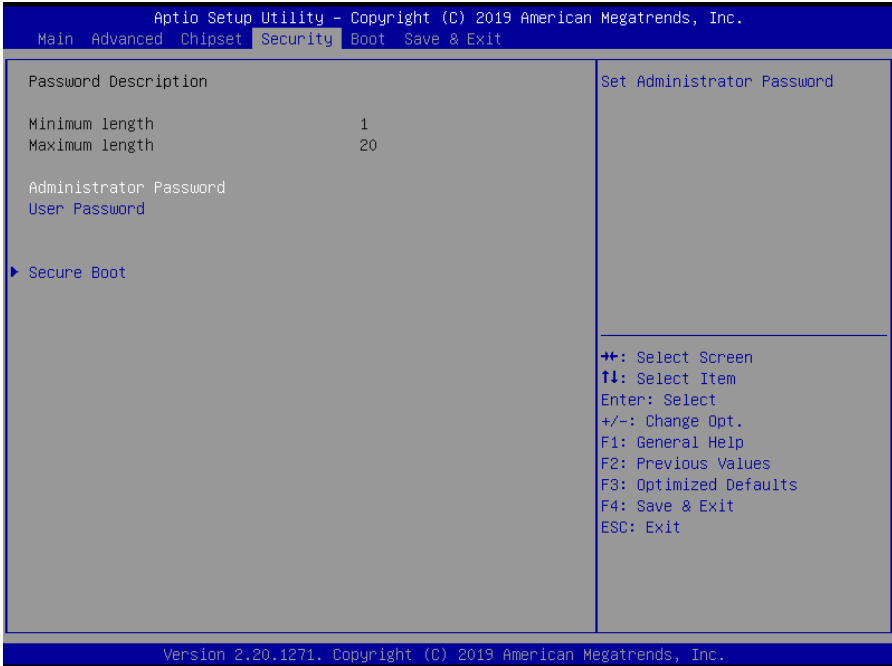 Aptio Setup Utility – Copyright (C) 2019 American Megatrends, Inc.
Main Advanced Chipset Security Boot Save & Exit
Password Description
Minimum length 1
Maximum length 20
Administrator Password
User Password
Secure Boot
Set Administrator Password
→←: Select Screen
↑↓: Select Item
Enter: Select
+/-: Change Opt.
F1: General Help
F2: Previous Values
F3: Optimized Defaults
F4: Save & Exit
ESC: Exit
Version 2.20.1271. Copyright (C) 2019 American Megatrends, Inc.